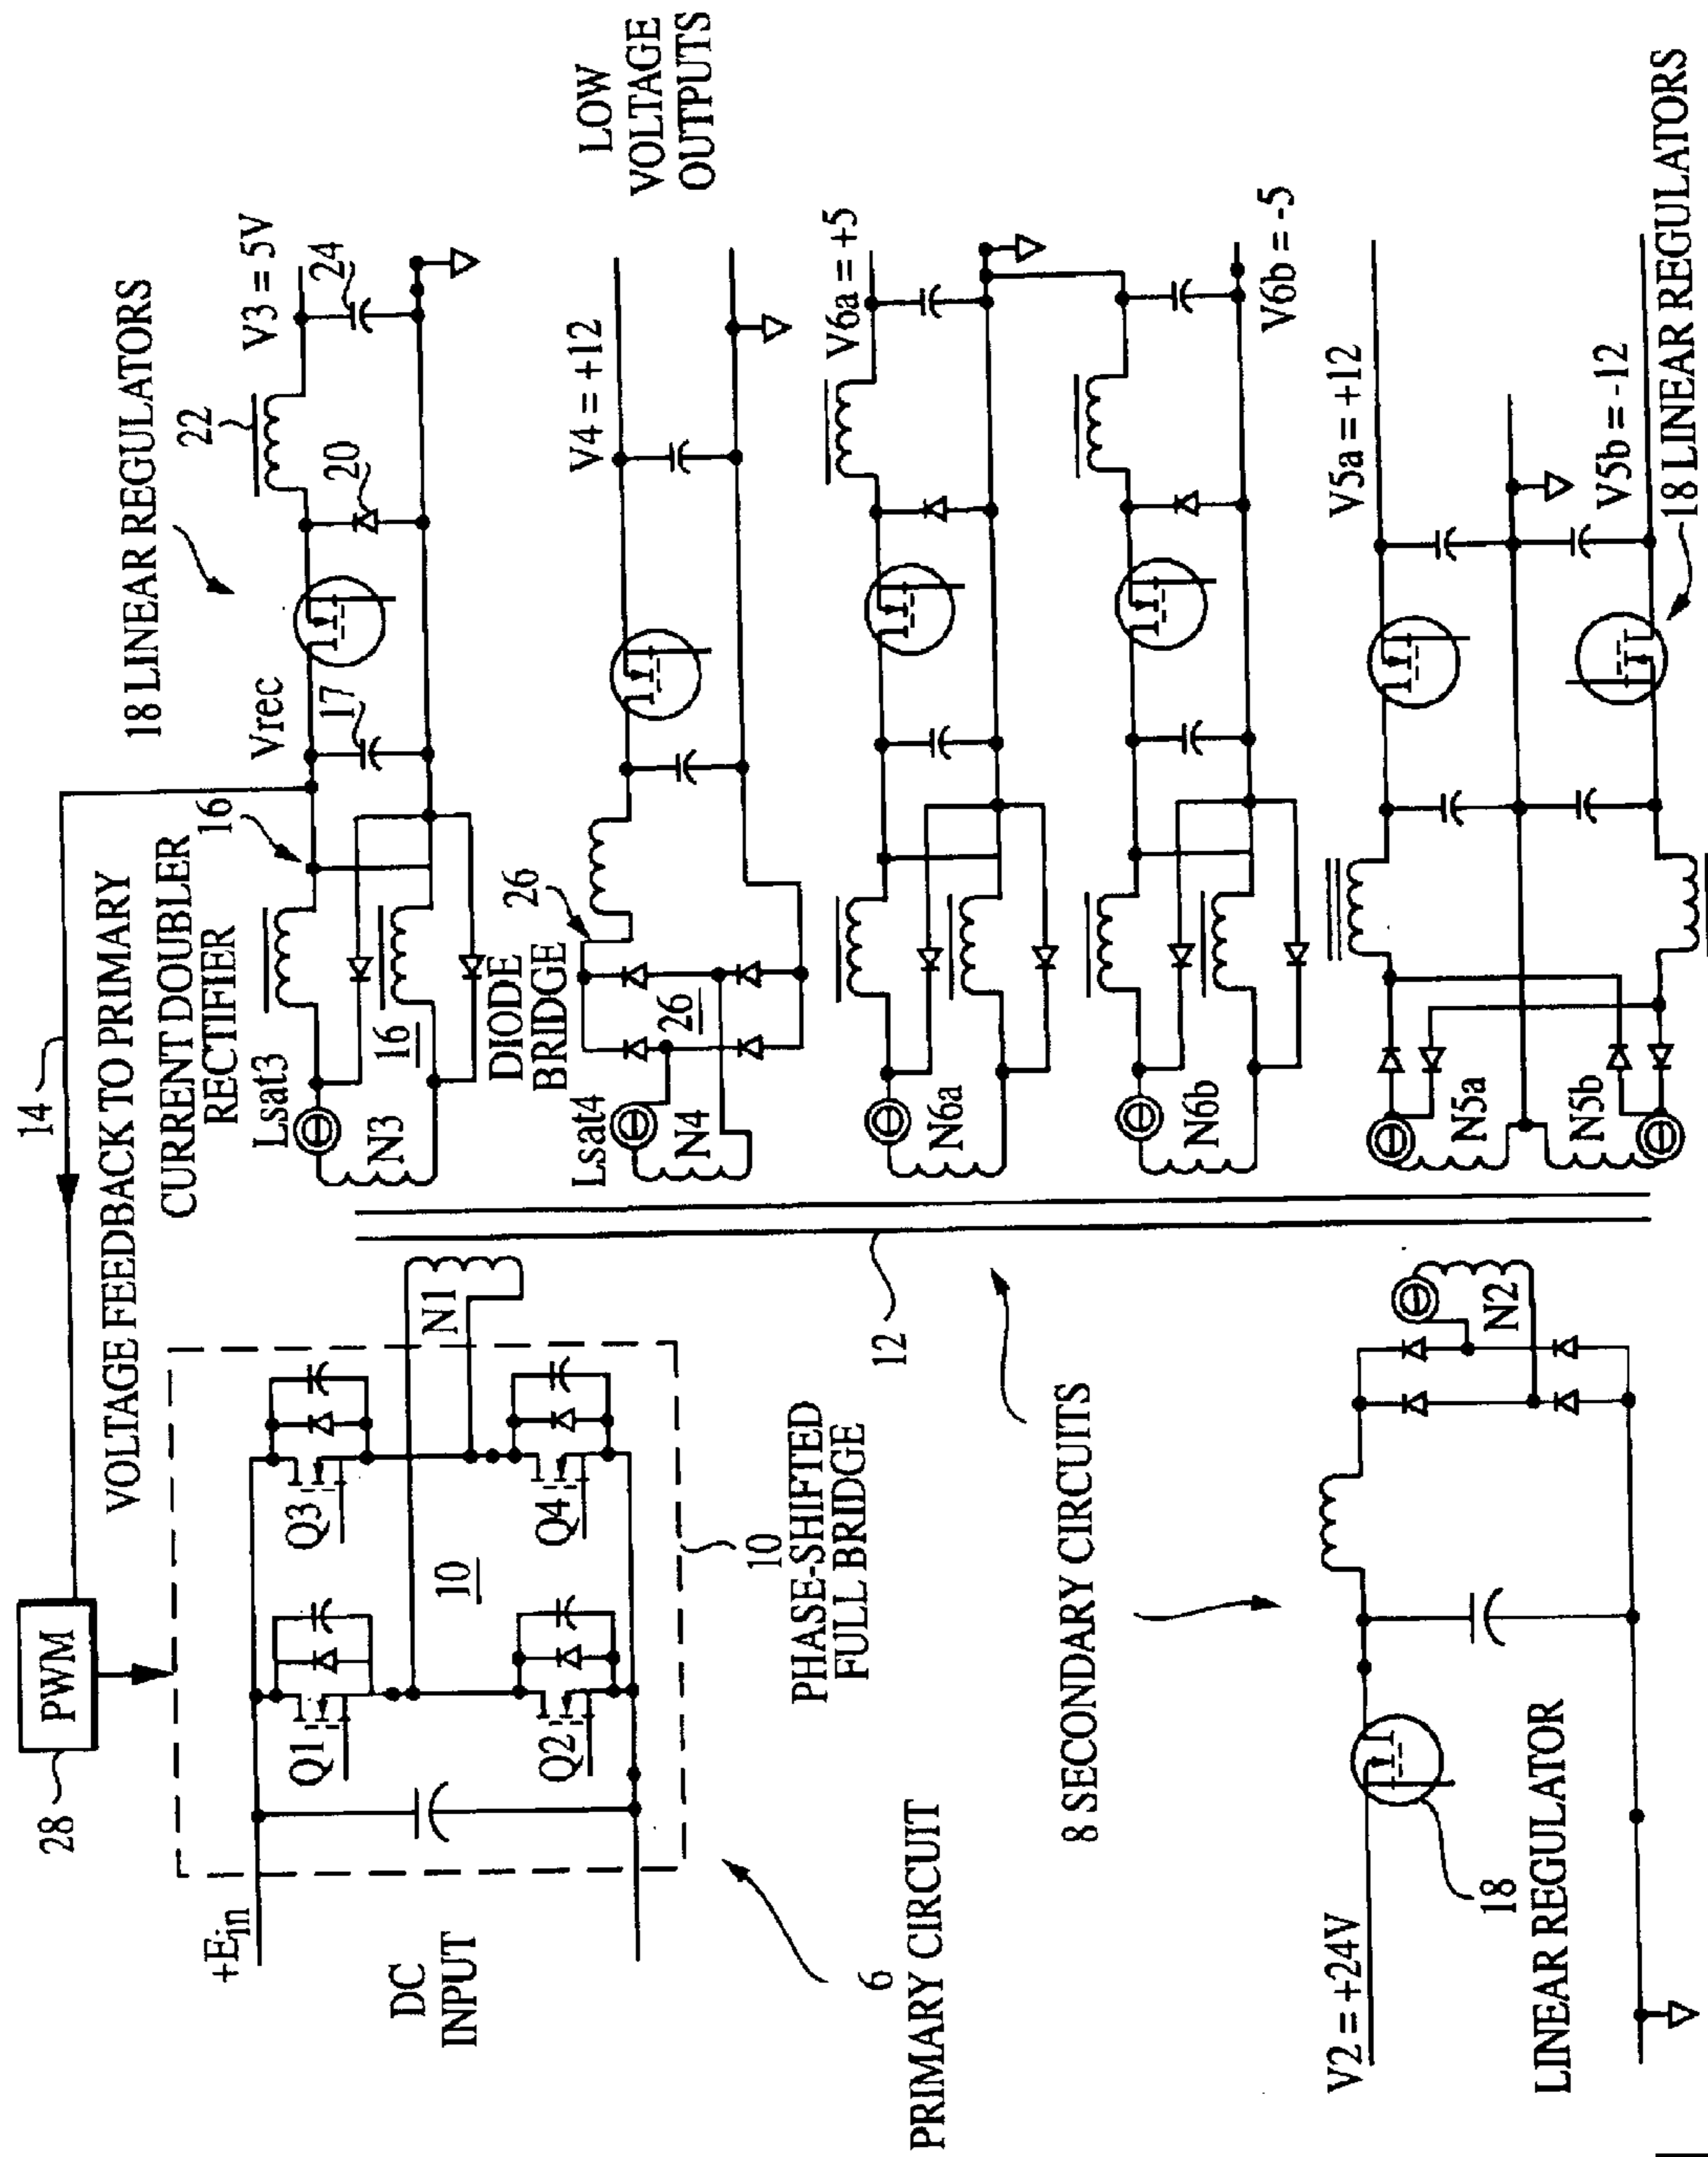 28
PWM
14
VOLTAGE FEEDBACK TO PRIMARY
18 LINEAR REGULATORS
CURRENT DOUBLER
RECTIFIER
16
Vrec
17
20
22
V3 = 5V
24
Lsat3
N3
16
+Ein
DC
INPUT
Q1
Q3
Q2
Q4
10
N1
10
PHASE-SHIFTED
FULL BRIDGE
6
PRIMARY CIRCUIT
8 SECONDARY CIRCUITS
12
DIODE
BRIDGE
26
26
Lsat4
N4
V4 = +12
LOW
VOLTAGE
OUTPUTS
N6a
V6a = +5
N6b
V6b = -5
V2 = +24V
18
LINEAR REGULATOR
N2
N5a
N5b
V5a = +12
V5b = -12
18 LINEAR REGULATORS